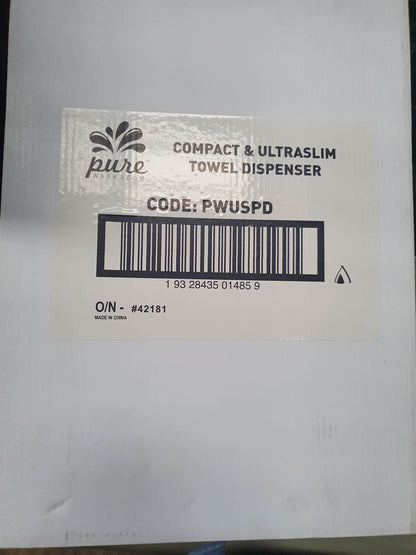 pure
WASHROOM
COMPACT & ULTRASLIM
TOWEL DISPENSER
CODE: PWUSPD
1 93 28435 01485 9
O/N - #42181
MADE IN CHINA